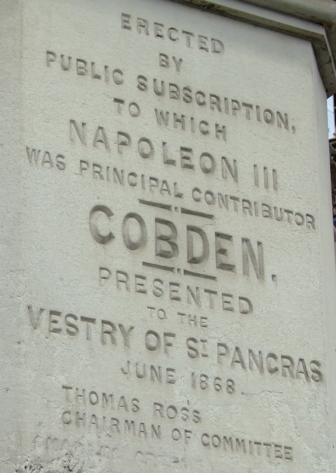 ERECTED
BY
PUBLIC SUBSCRIPTION,
TO WHICH
NAPOLEON III
WAS PRINCIPAL CONTRIBUTOR
COBDEN,
PRESENTED
TO THE
VESTRY OF ST PANCRAS
JUNE 1868
THOMAS ROSS
CHAIRMAN OF COMMITTEE